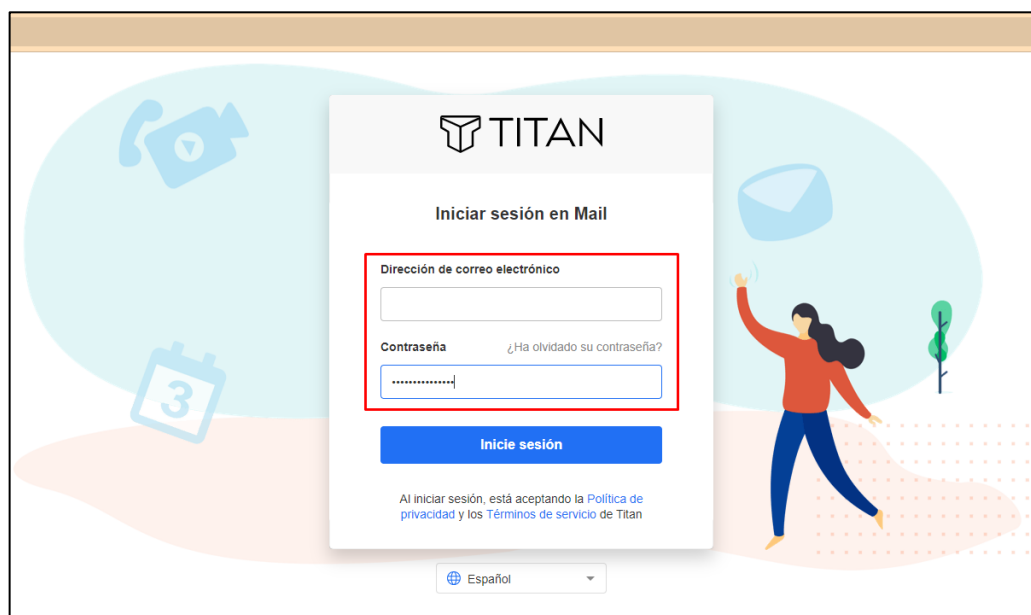 TITAN
Iniciar sesión en Mail
Dirección de correo electrónico
Contraseña ¿Ha olvidado su contraseña?
•••••••••••••••
Inicie sesión
Al iniciar sesión, está aceptando la Política de
privacidad y los Términos de servicio de Titan
Español
3